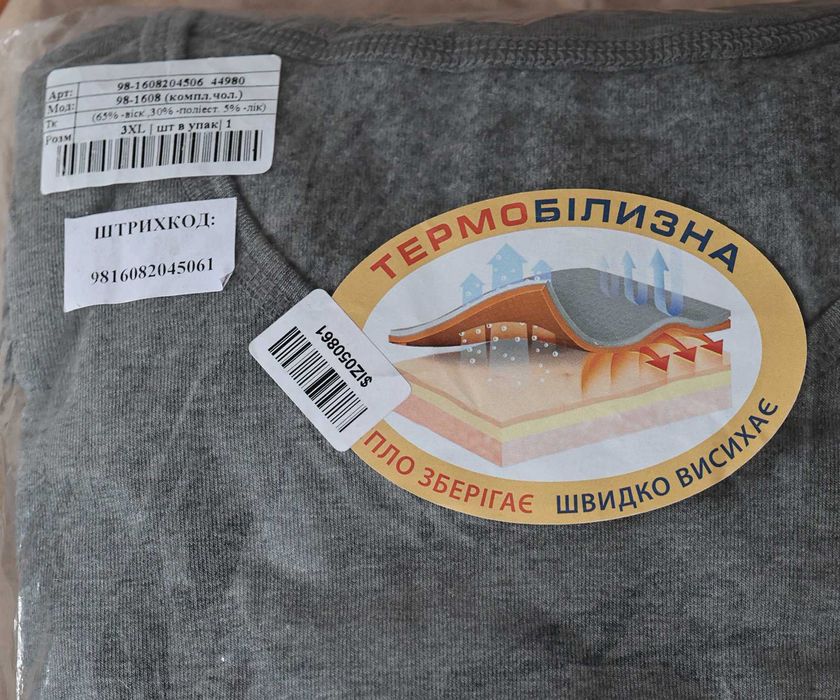 Арт: 98-1608204506 44980
Мод: 98-1608 (компл.чол.)
Тк (65% -віск ,30% -поліест. 5% -лік)
Розм 3XL | шт в упак| 1
ШТРИХКОД:
9816082045061
$IZ050861
ТЕРМОБІЛИЗНА
ПЛО ЗБЕРІГАЄ ШВИДКО ВИСИХАЄ